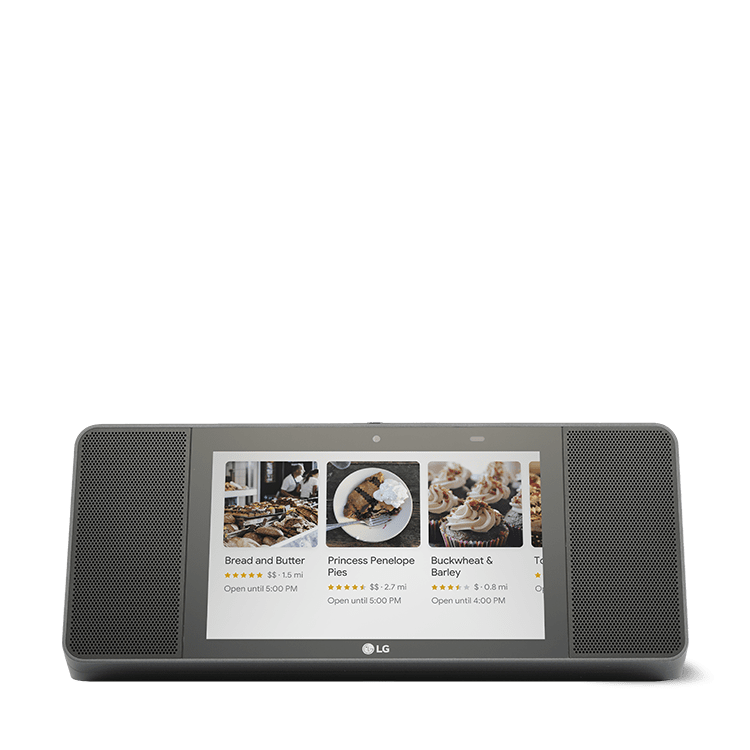 Bread and Butter
$$ · 1.5 mi
Open until 5:00 PM
Princess Penelope
Pies
$$ · 2.7 mi
Open until 5:00 PM
Buckwheat &
Barley
$ · 0.8 mi
Open until 4:00 PM
LG